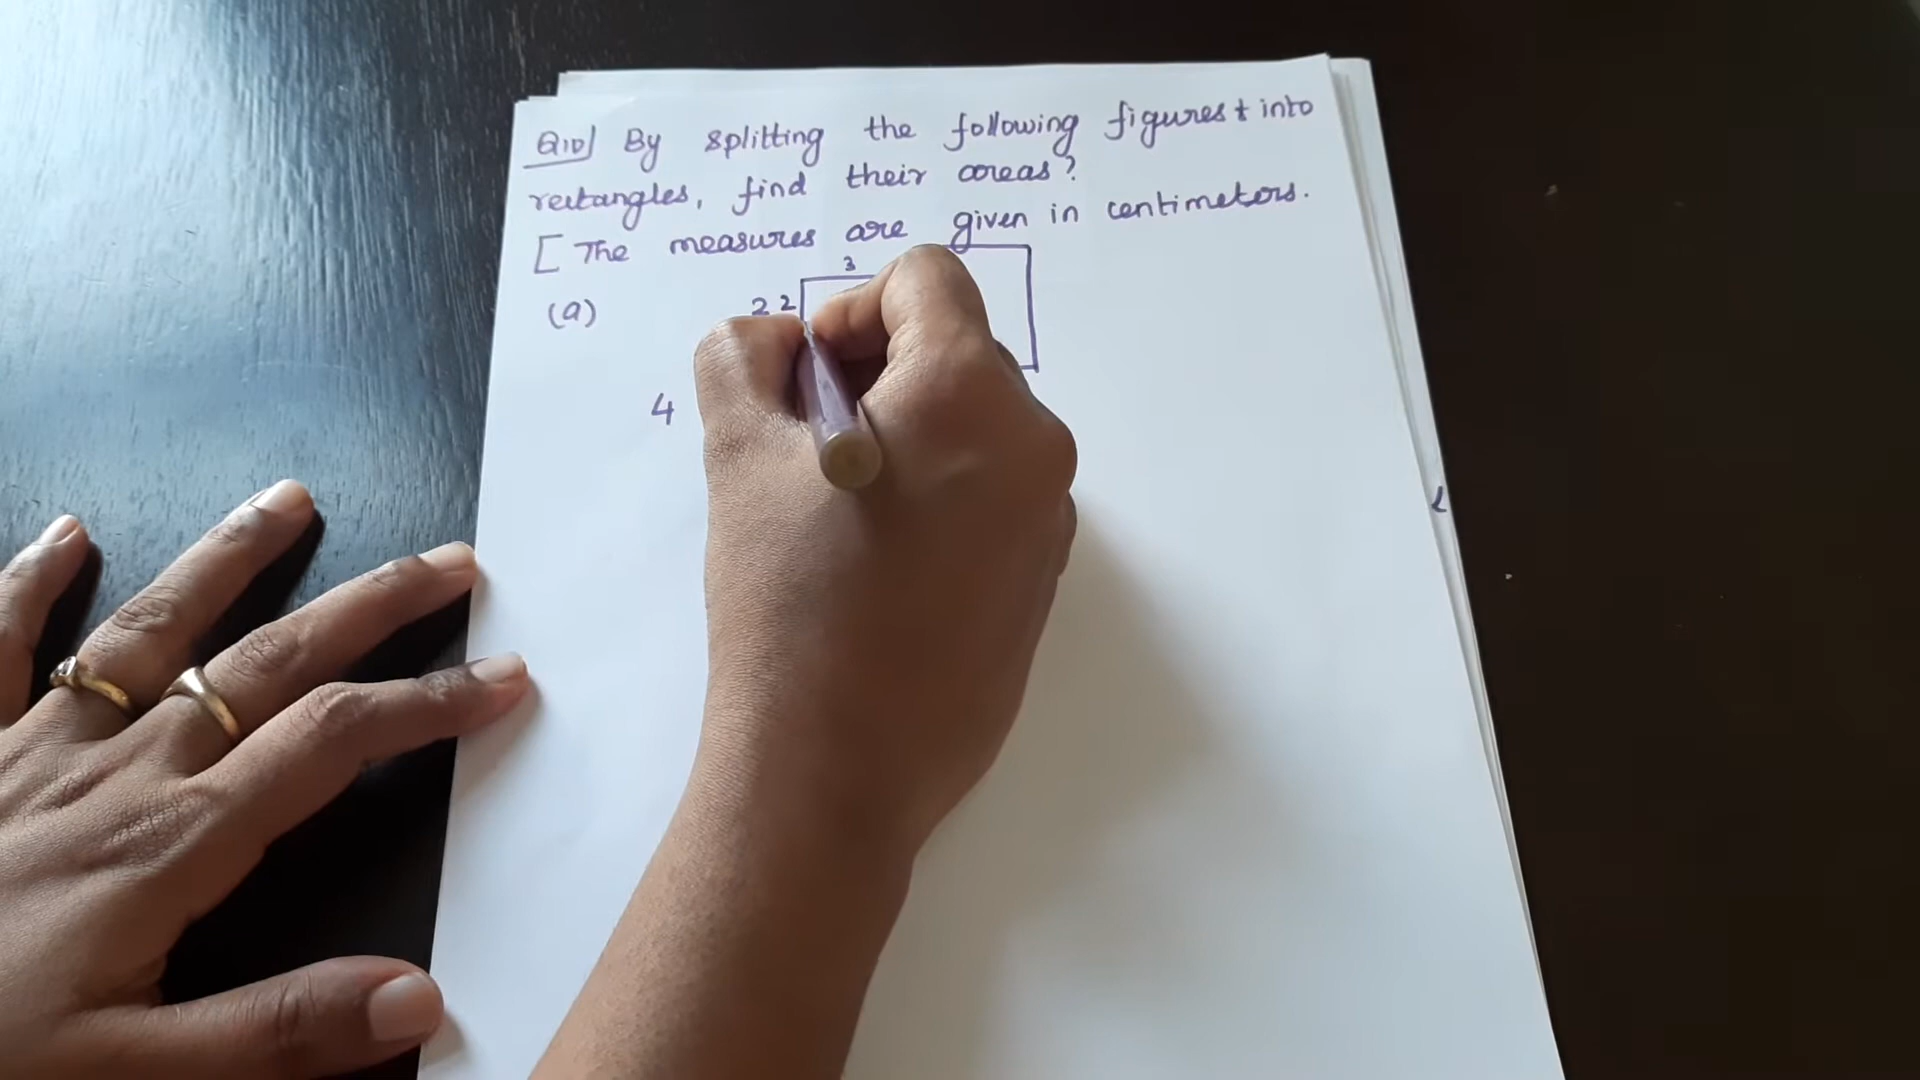 Q10) By splitting the following figures into
rectangles, find their areas?
[The measures are given in centimeters.
3
(a) 2 2
4